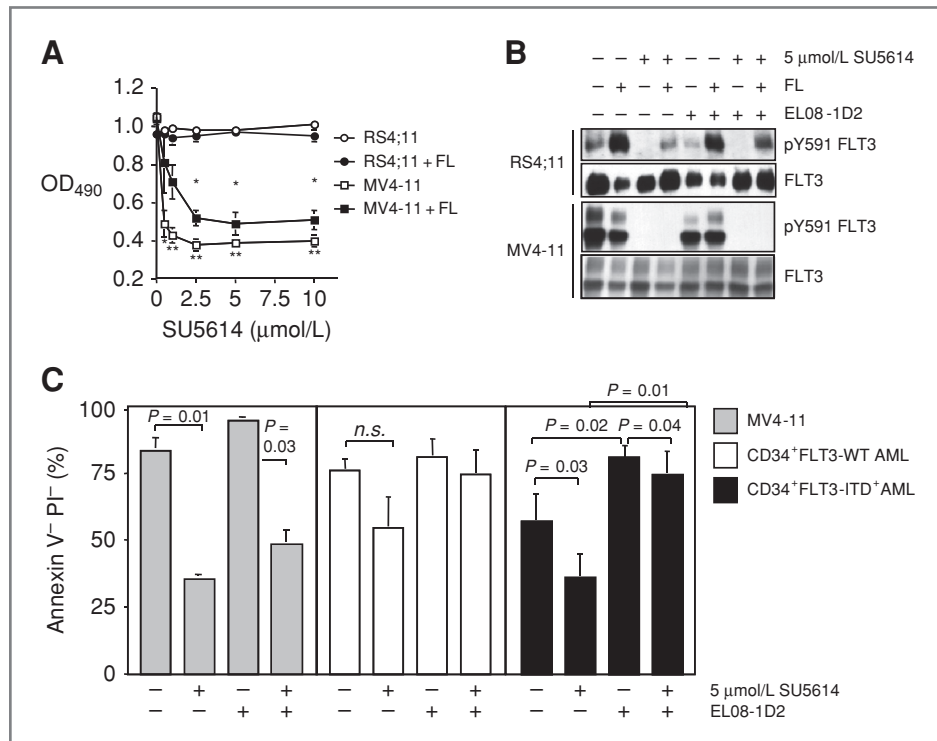 A
1.2
1.0
0.8
0.6
0.4
0.2
OD490
0 2.5 5 7.5 10
SU5614 (μmol/L)
* * *
* ** ** ** **
RS4;11
RS4;11 + FL
MV4-11
MV4-11 + FL
B
− − + + − − + + 5 μmol/L SU5614
− + − + − + − + FL
− − − − + + + + EL08-1D2
RS4;11
pY591 FLT3
FLT3
MV4-11
pY591 FLT3
FLT3
C
Annexin V− PI− (%)
100
75
50
25
0
P = 0.01
P =
0.03
n.s.
P = 0.01
P = 0.02
P = 0.04
P = 0.03
MV4-11
CD34+FLT3-WT AML
CD34+FLT3-ITD+AML
− + − + − + − + − + − + 5 μmol/L SU5614
− − + + − − + + − − + + EL08-1D2